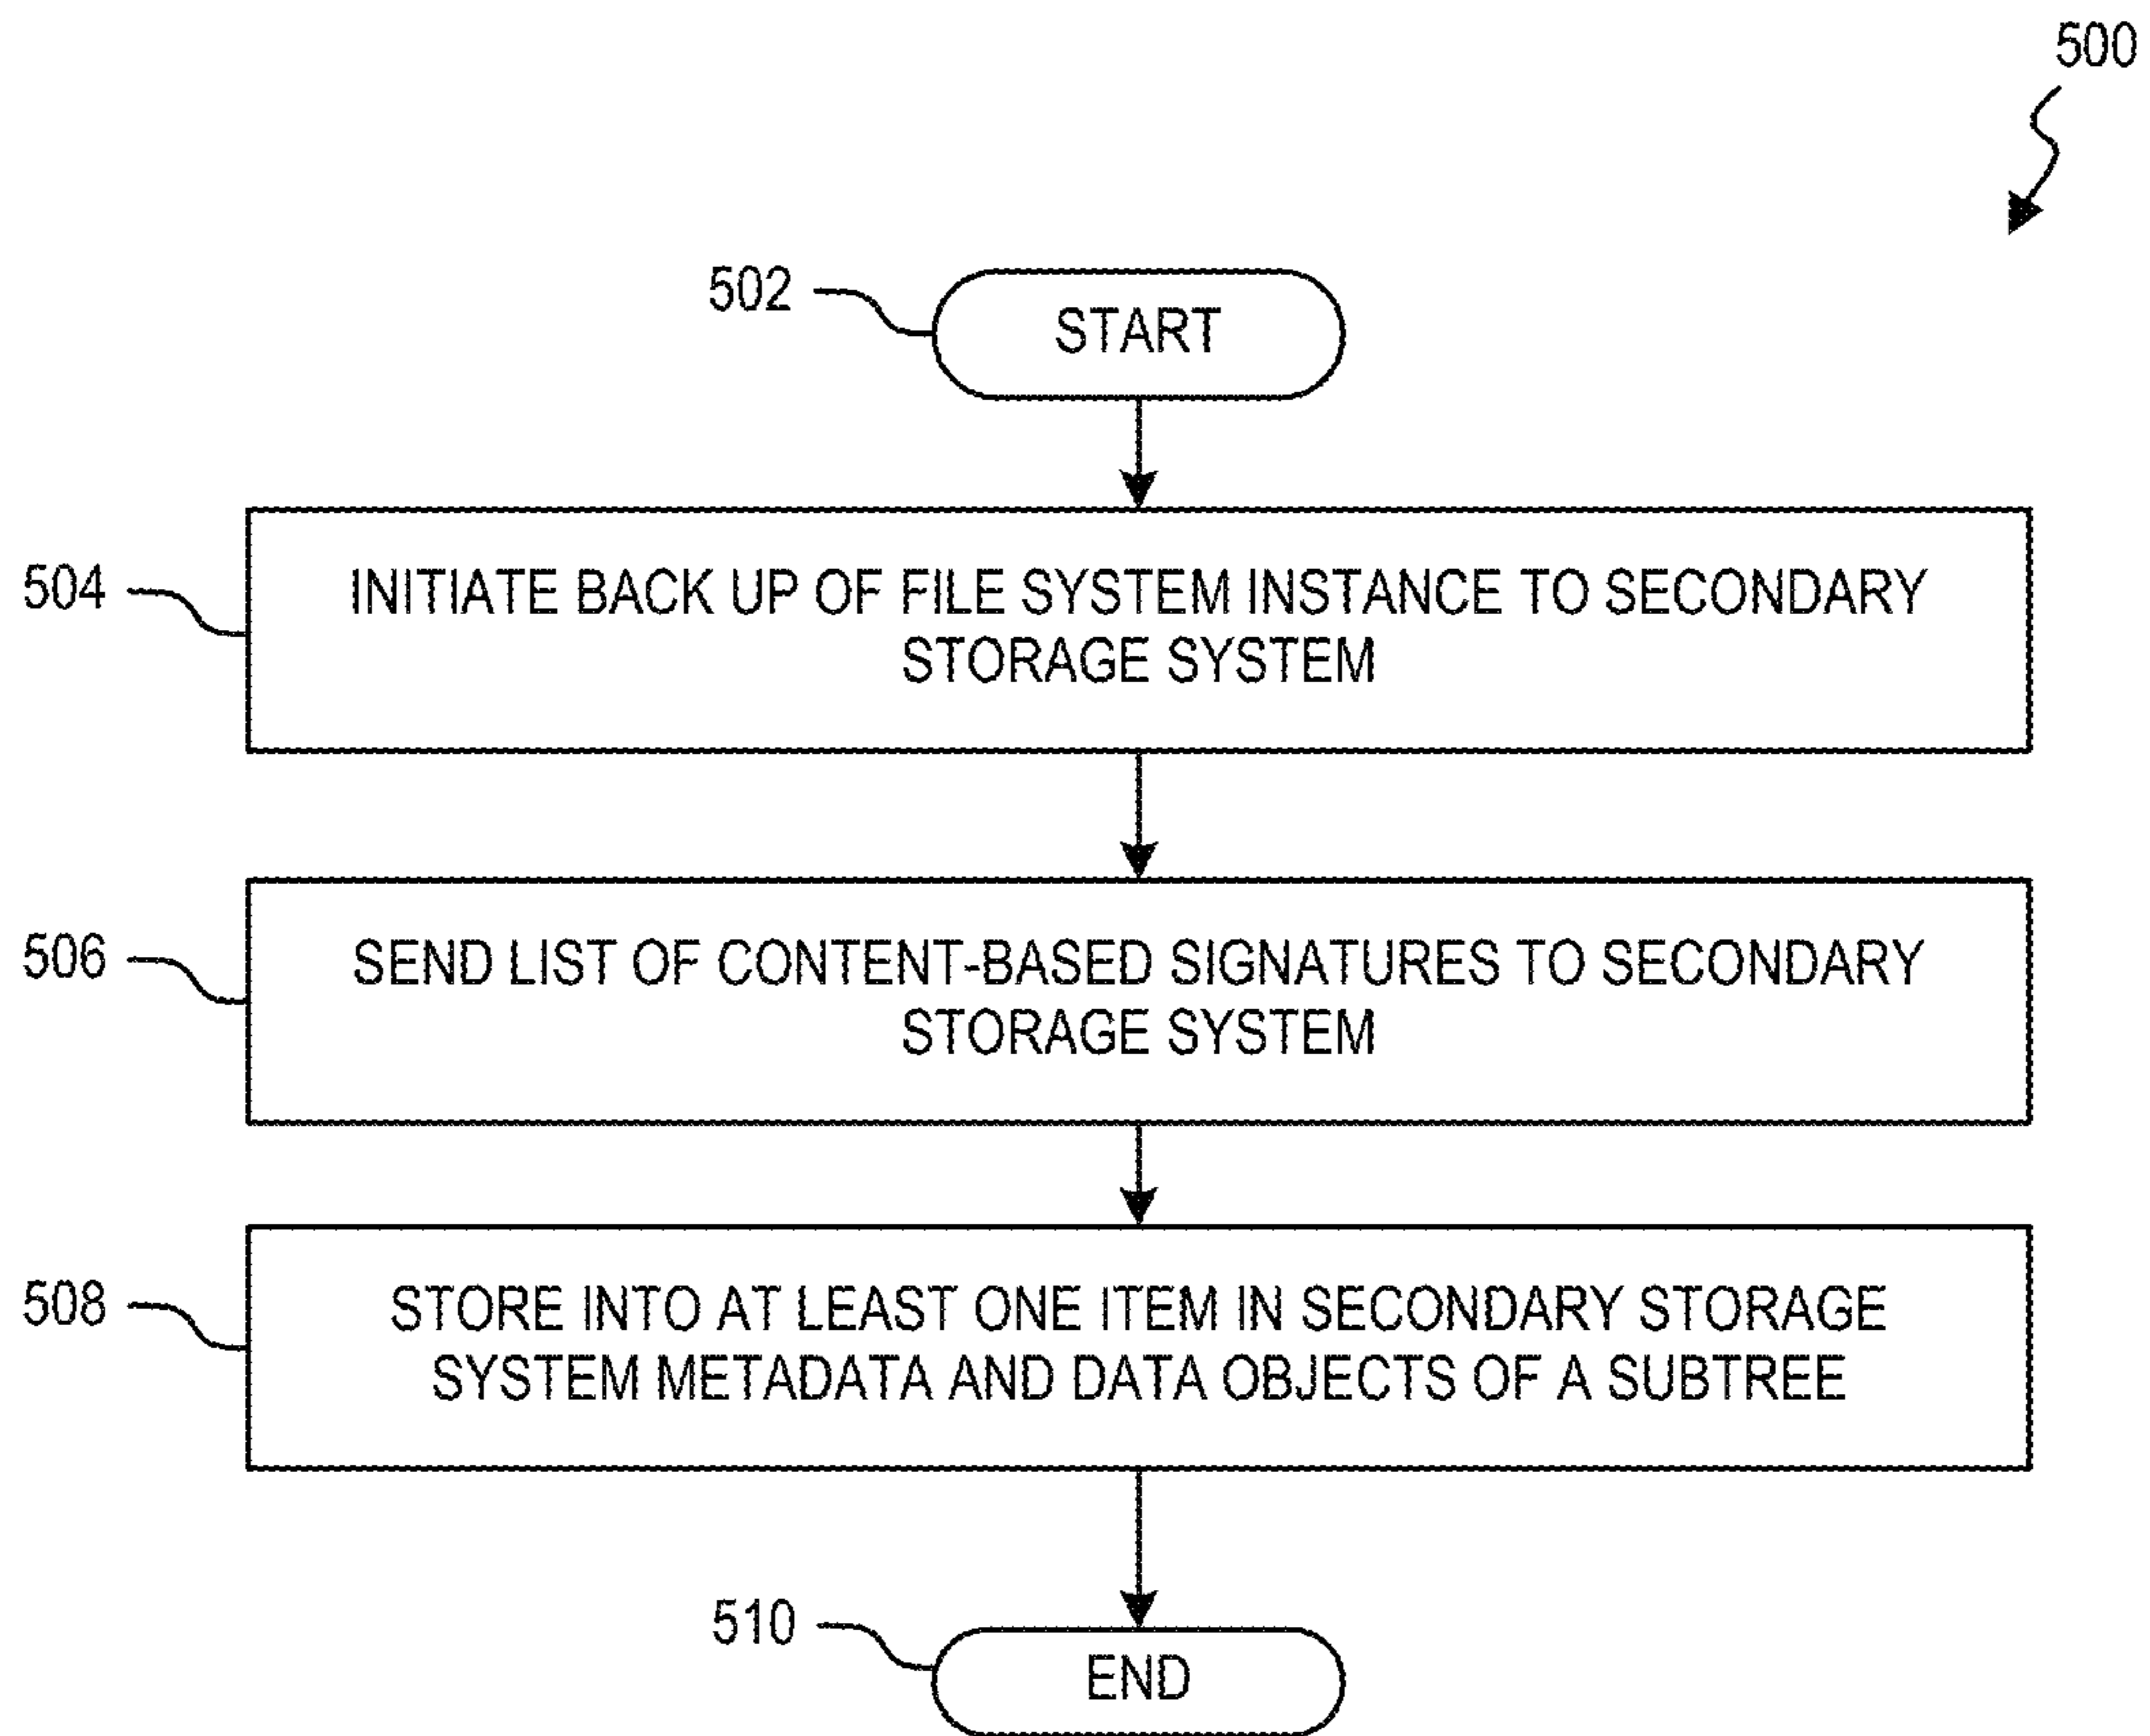 500
502
START
504
INITIATE BACK UP OF FILE SYSTEM INSTANCE TO SECONDARY
STORAGE SYSTEM
506
SEND LIST OF CONTENT-BASED SIGNATURES TO SECONDARY
STORAGE SYSTEM
508
STORE INTO AT LEAST ONE ITEM IN SECONDARY STORAGE
SYSTEM METADATA AND DATA OBJECTS OF A SUBTREE
510
END